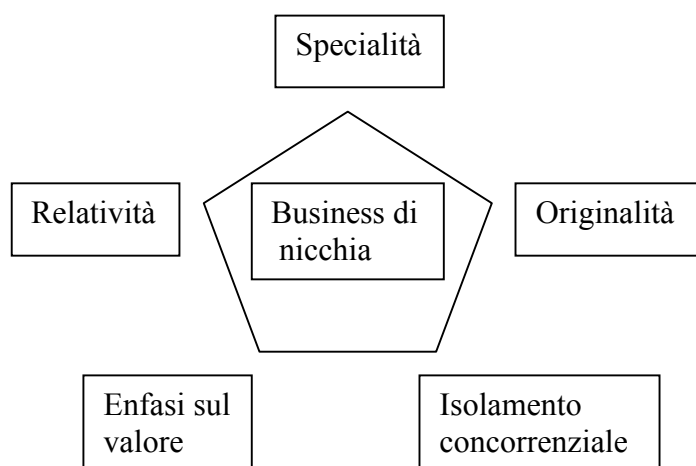 Specialità
Relatività
Business di
nicchia
Originalità
Enfasi sul
valore
Isolamento
concorrenziale